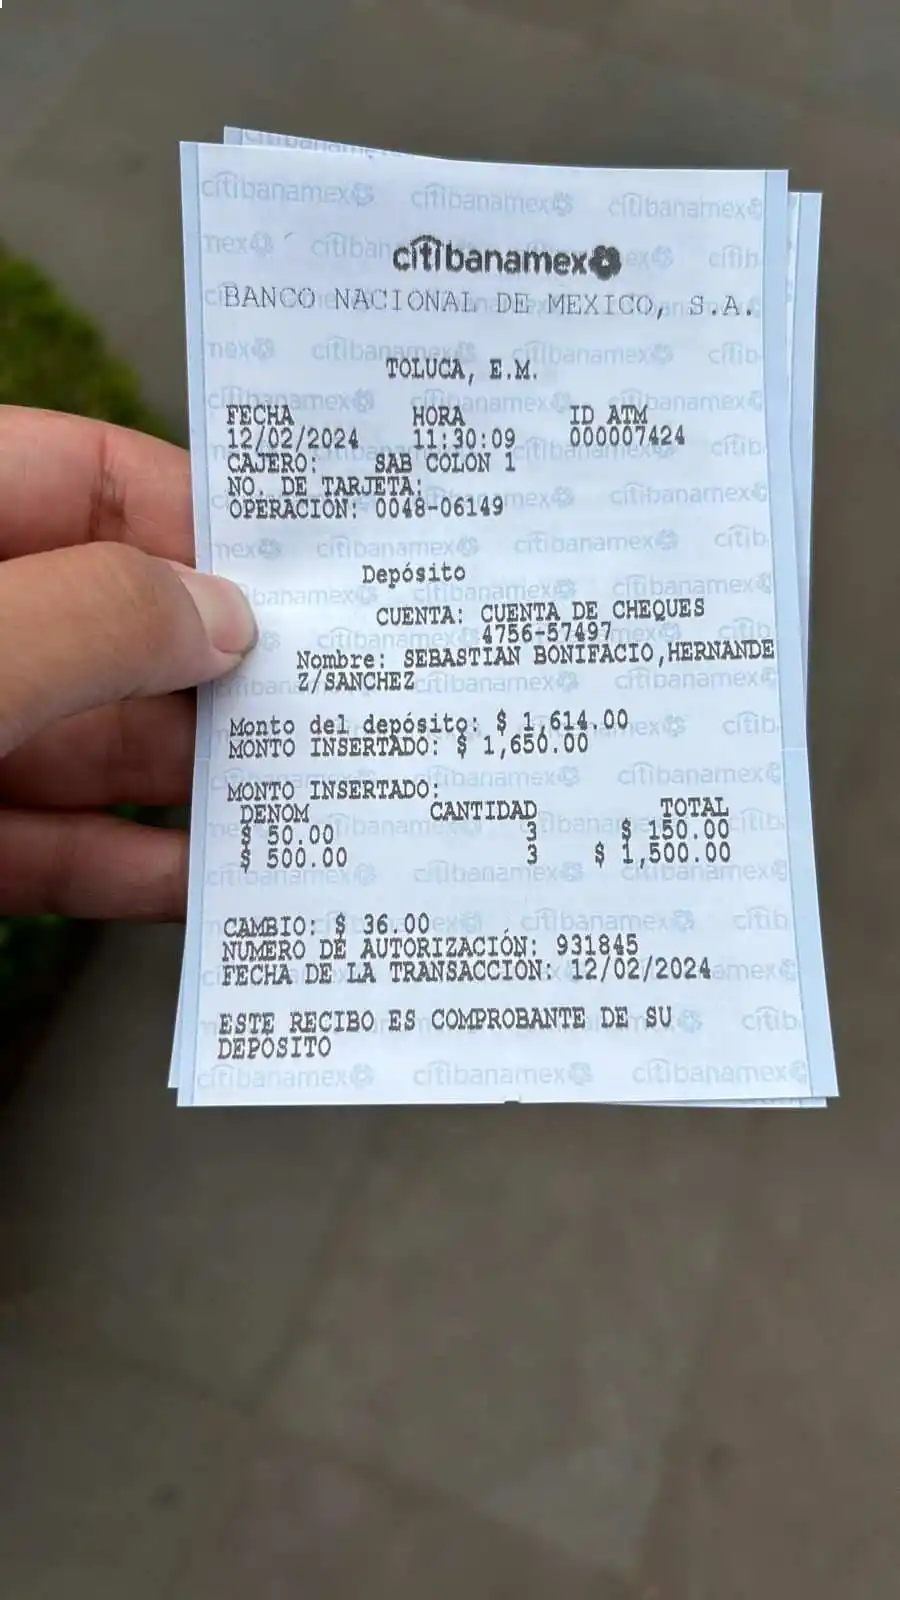 citibanamex
BANCO NACIONAL DE MEXICO, S.A.
TOLUCA, E.M.
FECHA HORA ID ATM
12/02/2024 11:30:09 000007424
CAJERO: SAB COLON 1
NO. DE TARJETA:
OPERACIÓN: 0048-06149
Depósito
CUENTA: CUENTA DE CHEQUES
4756-57497
Nombre: SEBASTIAN BONIFACIO,HERNANDE
Z/SANCHEZ
Monto del depósito: $ 1,614.00
MONTO INSERTADO: $ 1,650.00
MONTO INSERTADO:
DENOM CANTIDAD TOTAL
$ 50.00 3 $ 150.00
$ 500.00 3 $ 1,500.00
CAMBIO: $ 36.00
NÚMERO DE AUTORIZACIÓN: 931845
FECHA DE LA TRANSACCIÓN: 12/02/2024
ESTE RECIBO ES COMPROBANTE DE SU
DEPÓSITO